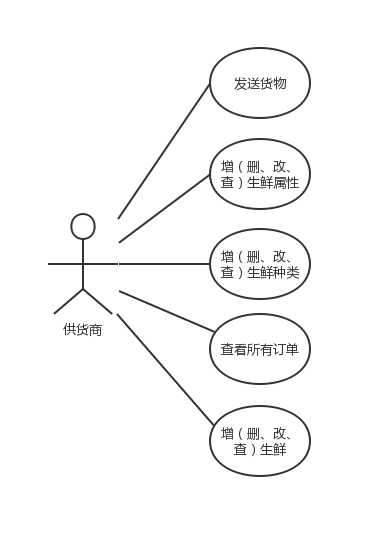 发送货物
增（删、改、
查）生鲜属性
增（删、改、
查）生鲜种类
供货商
查看所有订单
增（删、改、
查）生鲜